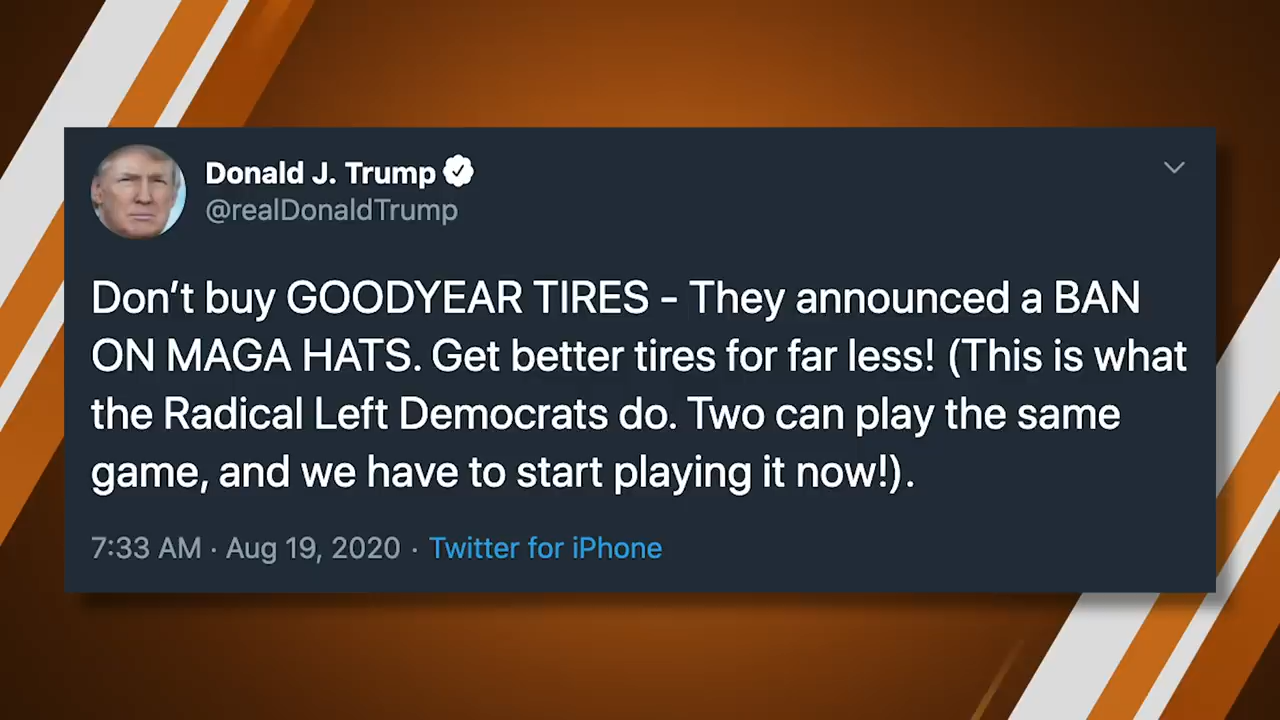 Donald J. Trump
@realDonaldTrump
Don’t buy GOODYEAR TIRES - They announced a BAN
ON MAGA HATS. Get better tires for far less! (This is what
the Radical Left Democrats do. Two can play the same
game, and we have to start playing it now!).
7:33 AM · Aug 19, 2020 · Twitter for iPhone